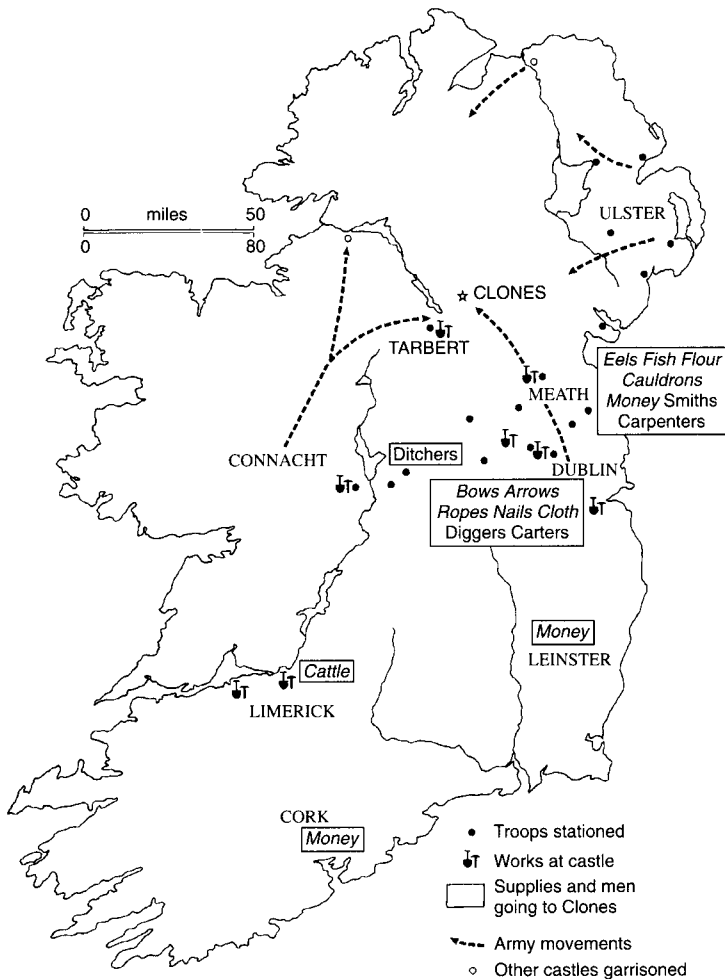 ULSTER
0 miles 50
0 80
CLONES
TARBERT
Eels Fish Flour
Cauldrons
Money Smiths
Carpenters
MEATH
CONNACHT
Ditchers
DUBLIN
Bows Arrows
Ropes Nails Cloth
Diggers Carters
Money
LEINSTER
Cattle
LIMERICK
CORK
Money
Troops stationed
Works at castle
Supplies and men
going to Clones
Army movements
Other castles garrisoned